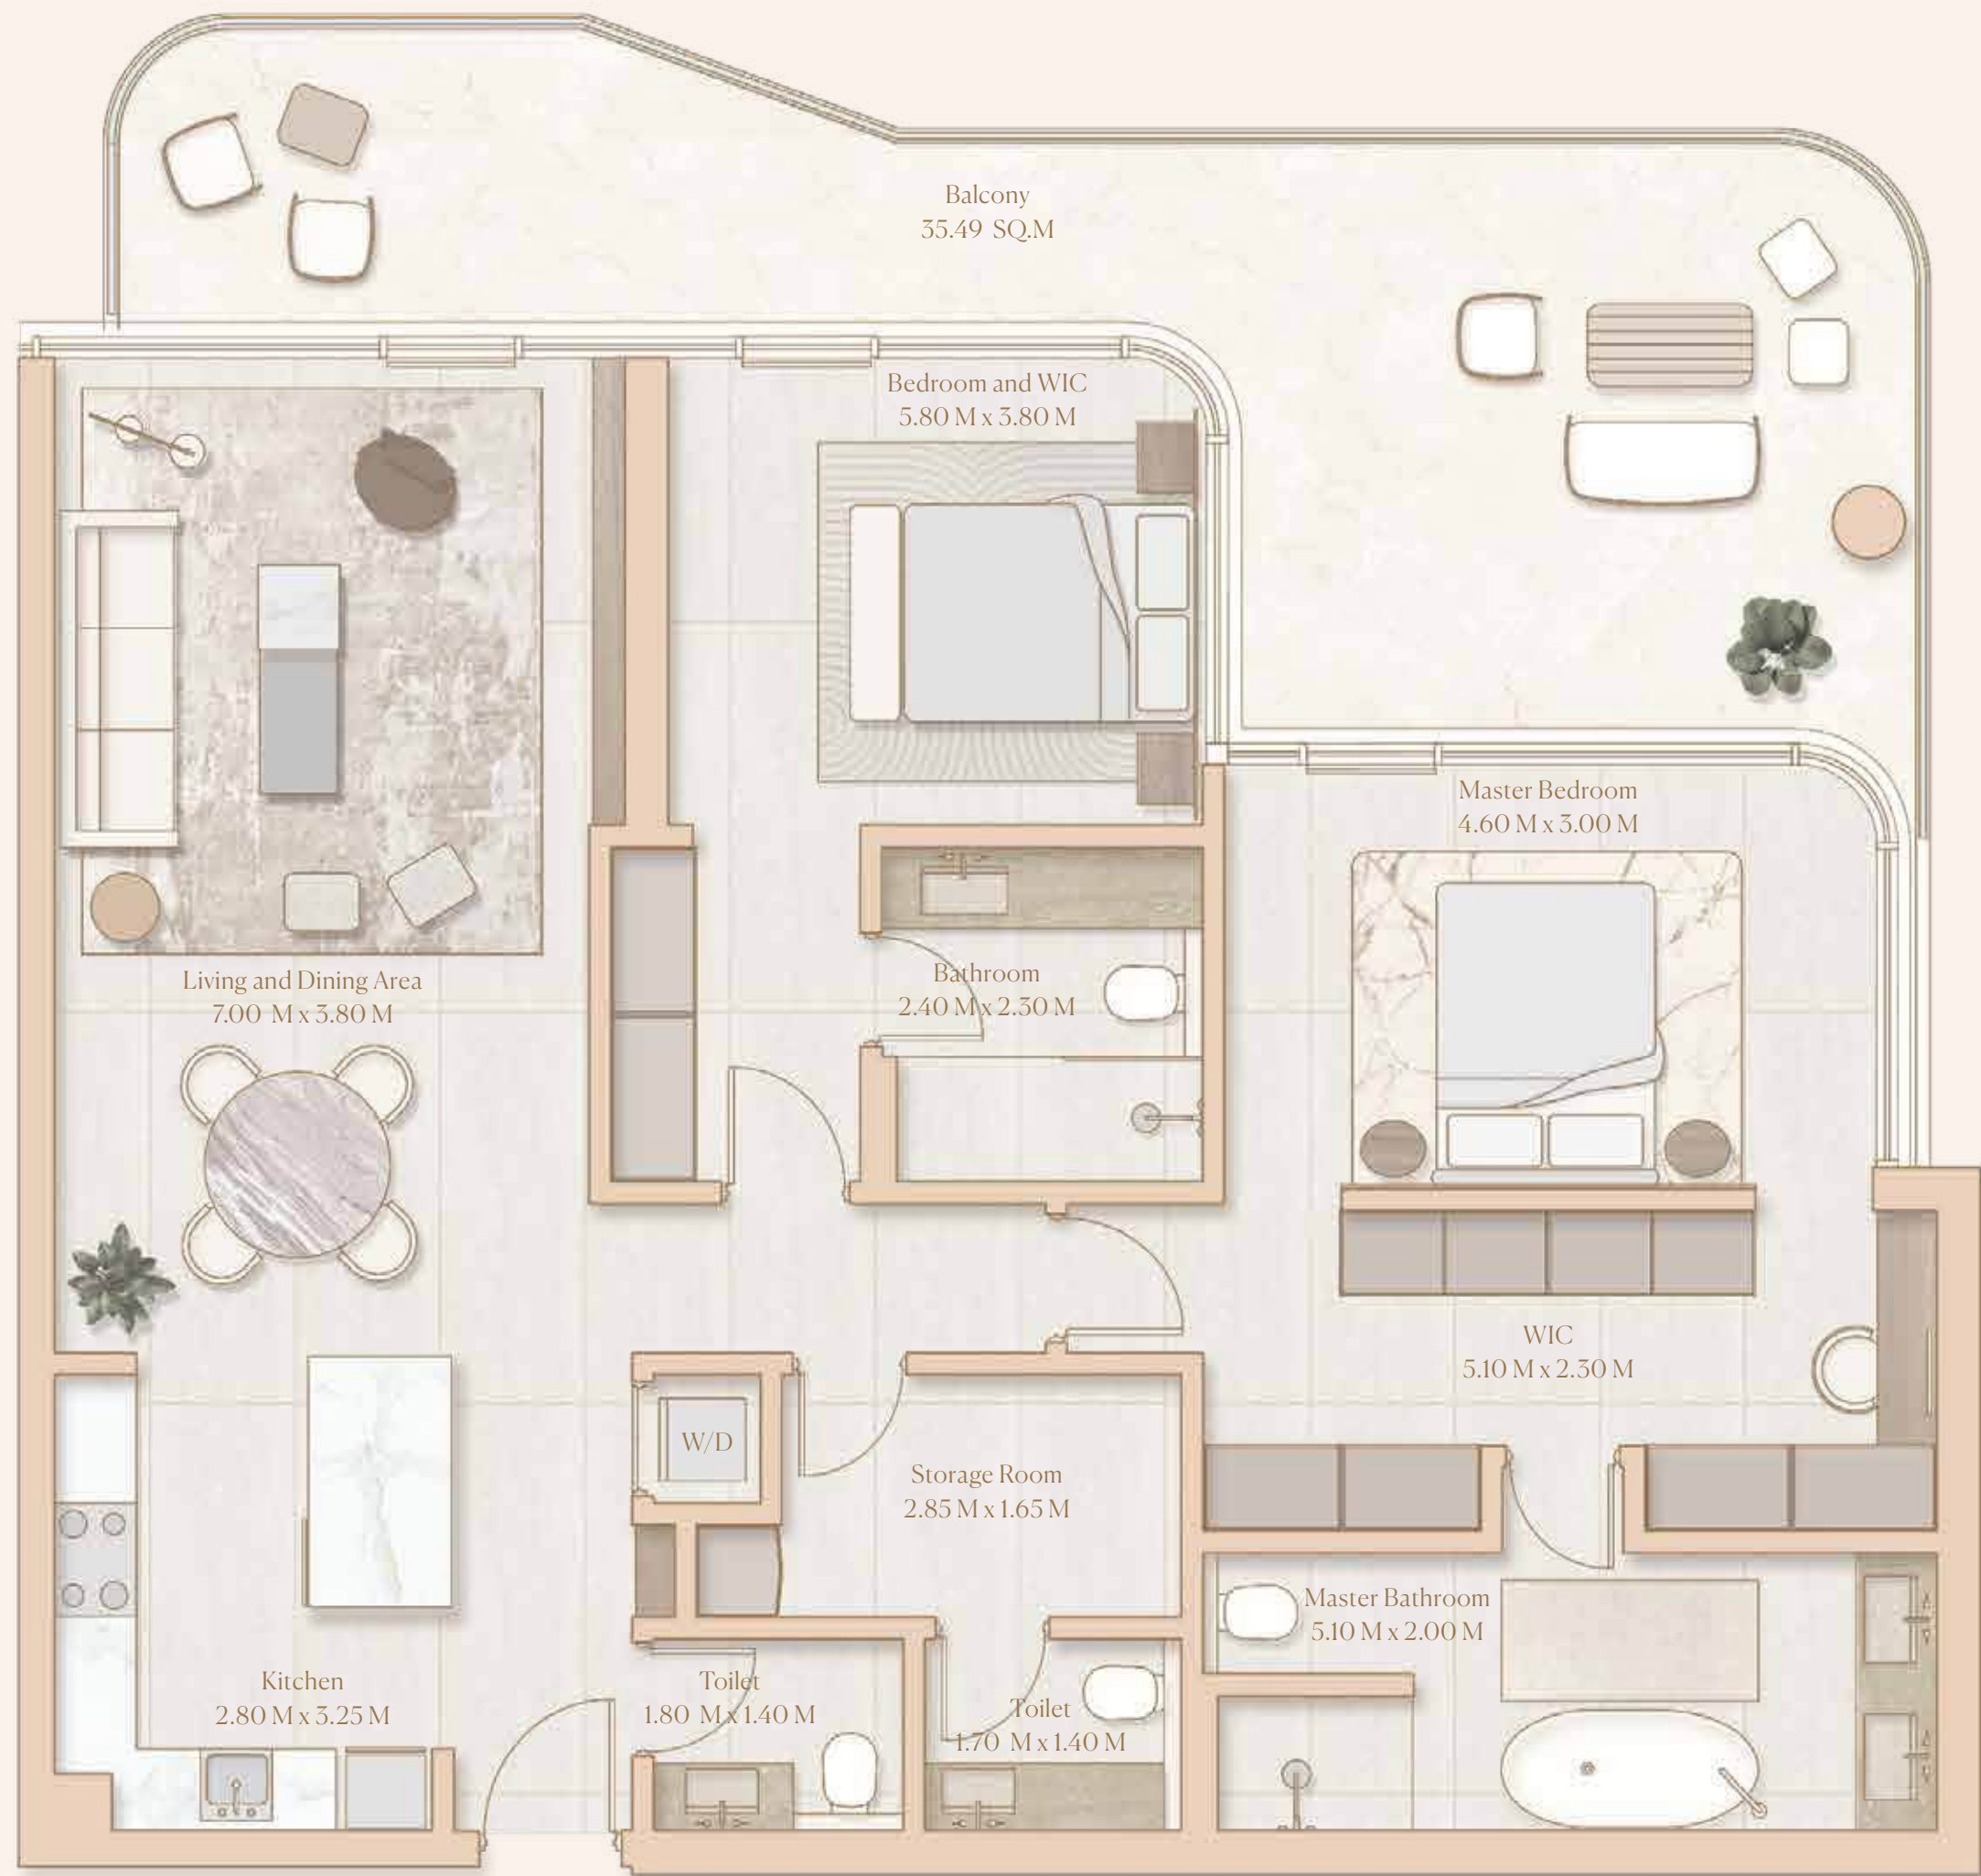 Balcony
35.49 SQ.M
Bedroom and WIC
5.80 M x 3.80 M
Master Bedroom
4.60 M x 3.00 M
Living and Dining Area
7.00 M x 3.80 M
Bathroom
2.40 M x 2.30 M
WIC
5.10 M x 2.30 M
W/D
Storage Room
2.85 M x 1.65 M
Master Bathroom
5.10 M x 2.00 M
Kitchen
2.80 M x 3.25 M
Toilet
1.80 M x 1.40 M
Toilet
1.70 M x 1.40 M